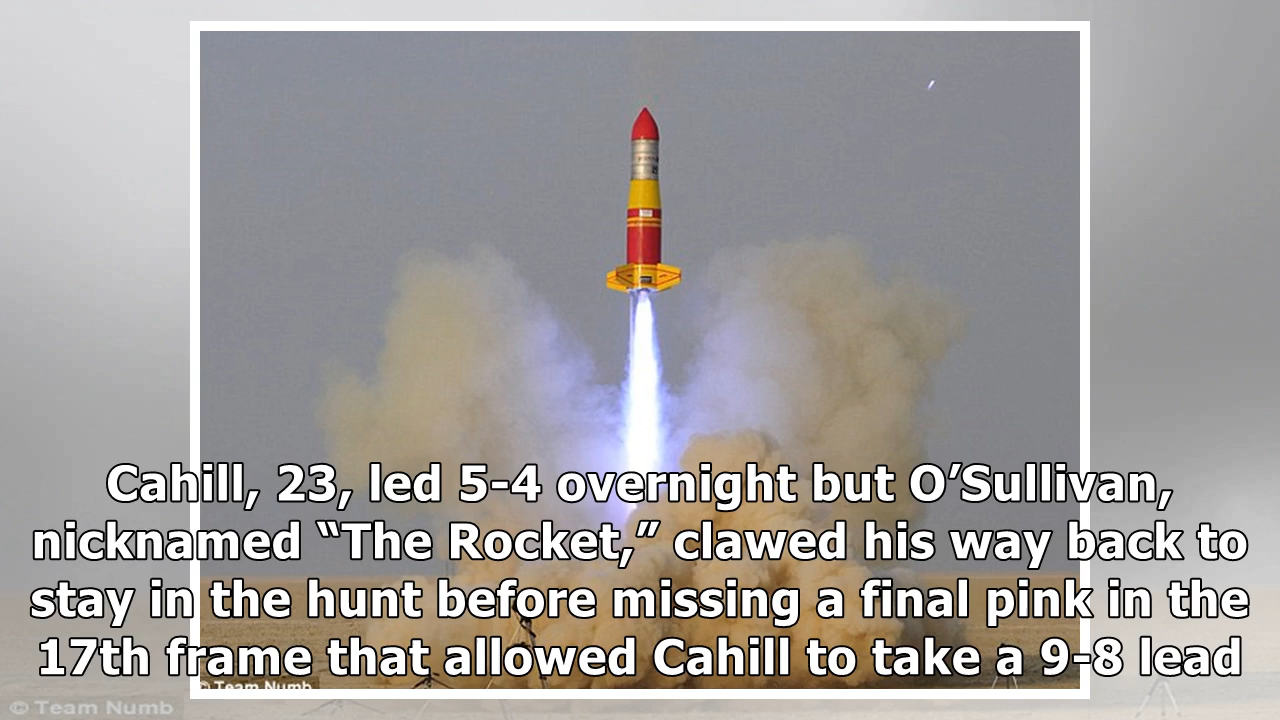 Cahill, 23, led 5-4 overnight but O’Sullivan,
nicknamed “The Rocket,” clawed his way back to
stay in the hunt before missing a final pink in the
17th frame that allowed Cahill to take a 9-8 lead
© Team Numb
© Team Numb